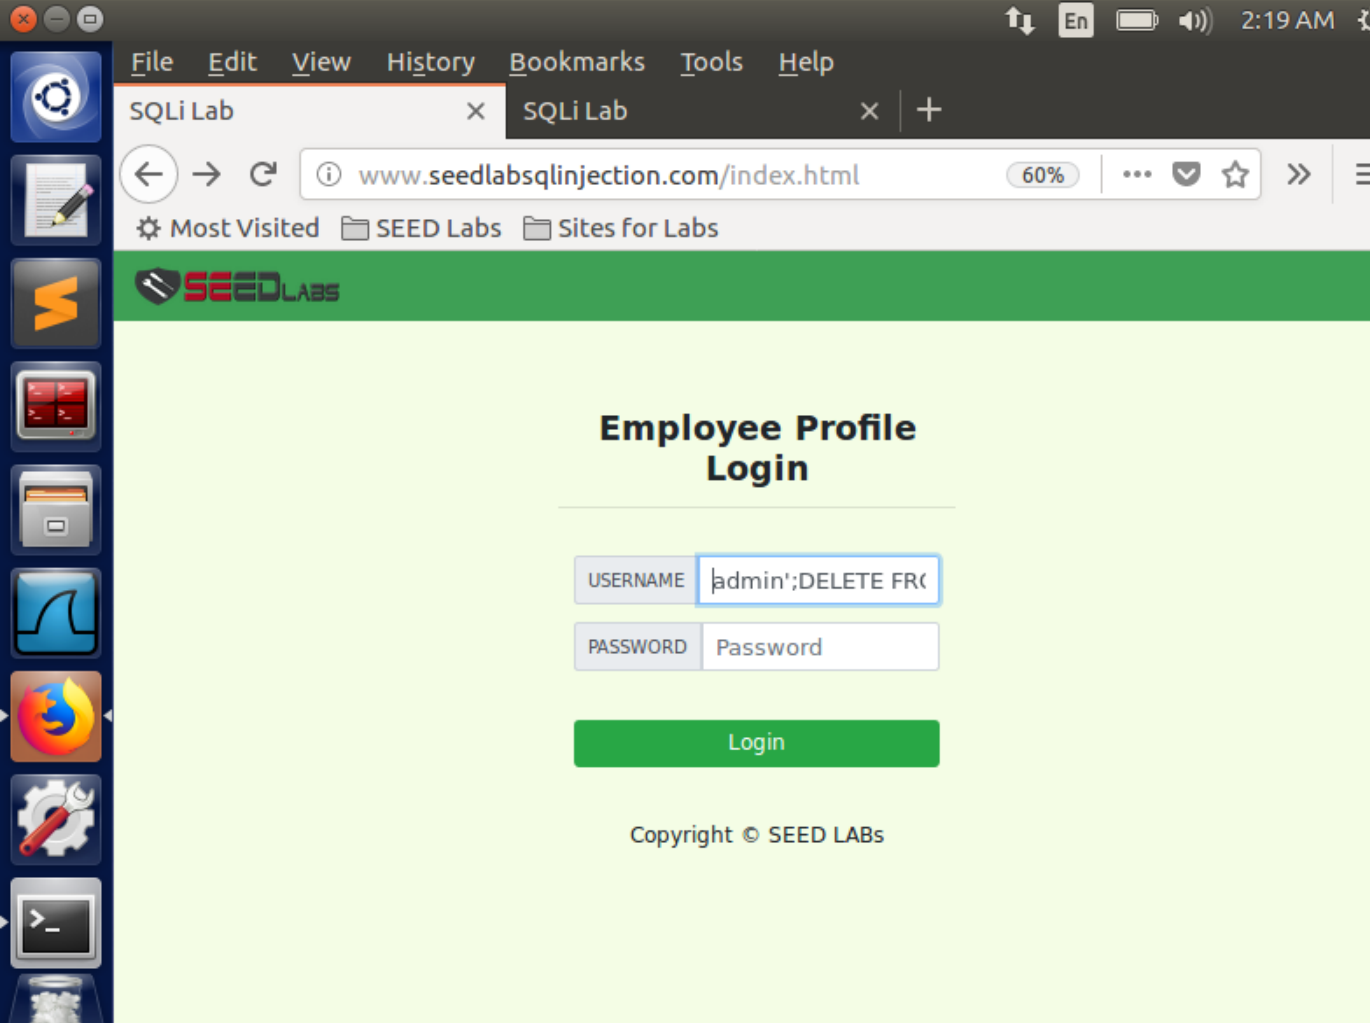 En 2:19 AM
File Edit View History Bookmarks Tools Help
SQLi Lab SQLi Lab
www.seedlabsqlinjection.com/index.html 60%
Most Visited SEED Labs Sites for Labs
SEEDLABS
Employee Profile
Login
USERNAME admin';DELETE FRO
PASSWORD Password
Login
Copyright © SEED LABs